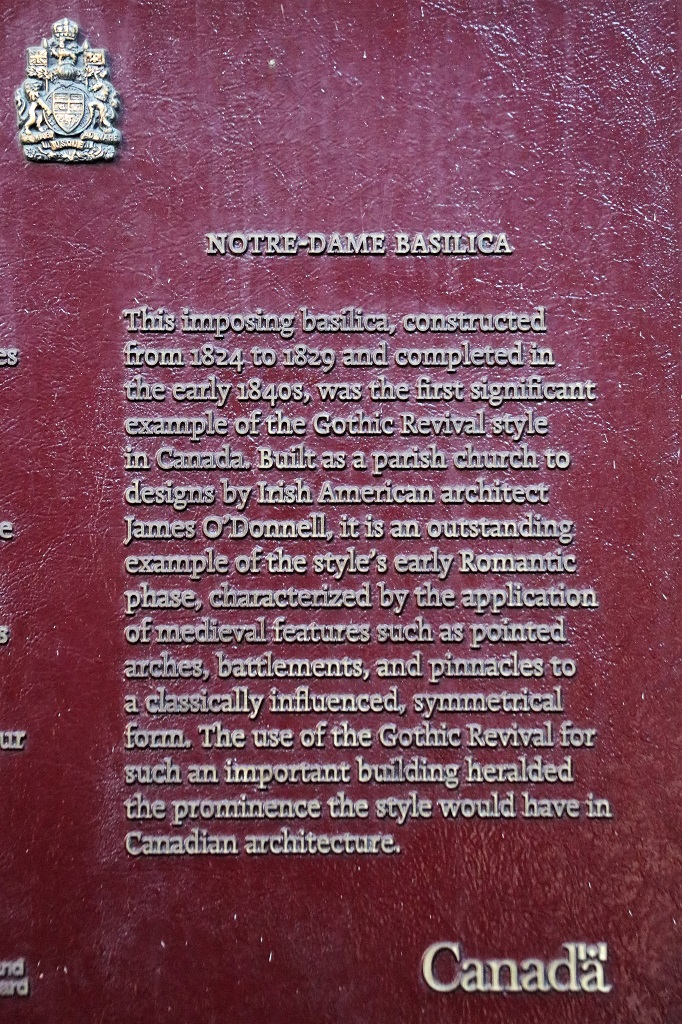 NOTRE-DAME BASILICA
This imposing basilica, constructed
from 1824 to 1829 and completed in
the early 1840s, was the first significant
example of the Gothic Revival style
in Canada. Built as a parish church to
designs by Irish American architect
James O'Donnell, it is an outstanding
example of the style's early Romantic
phase, characterized by the application
of medieval features such as pointed
arches, battlements, and pinnacles to
a classically influenced, symmetrical
form. The use of the Gothic Revival for
such an important building heralded
the prominence the style would have in
Canadian architecture.
Canada